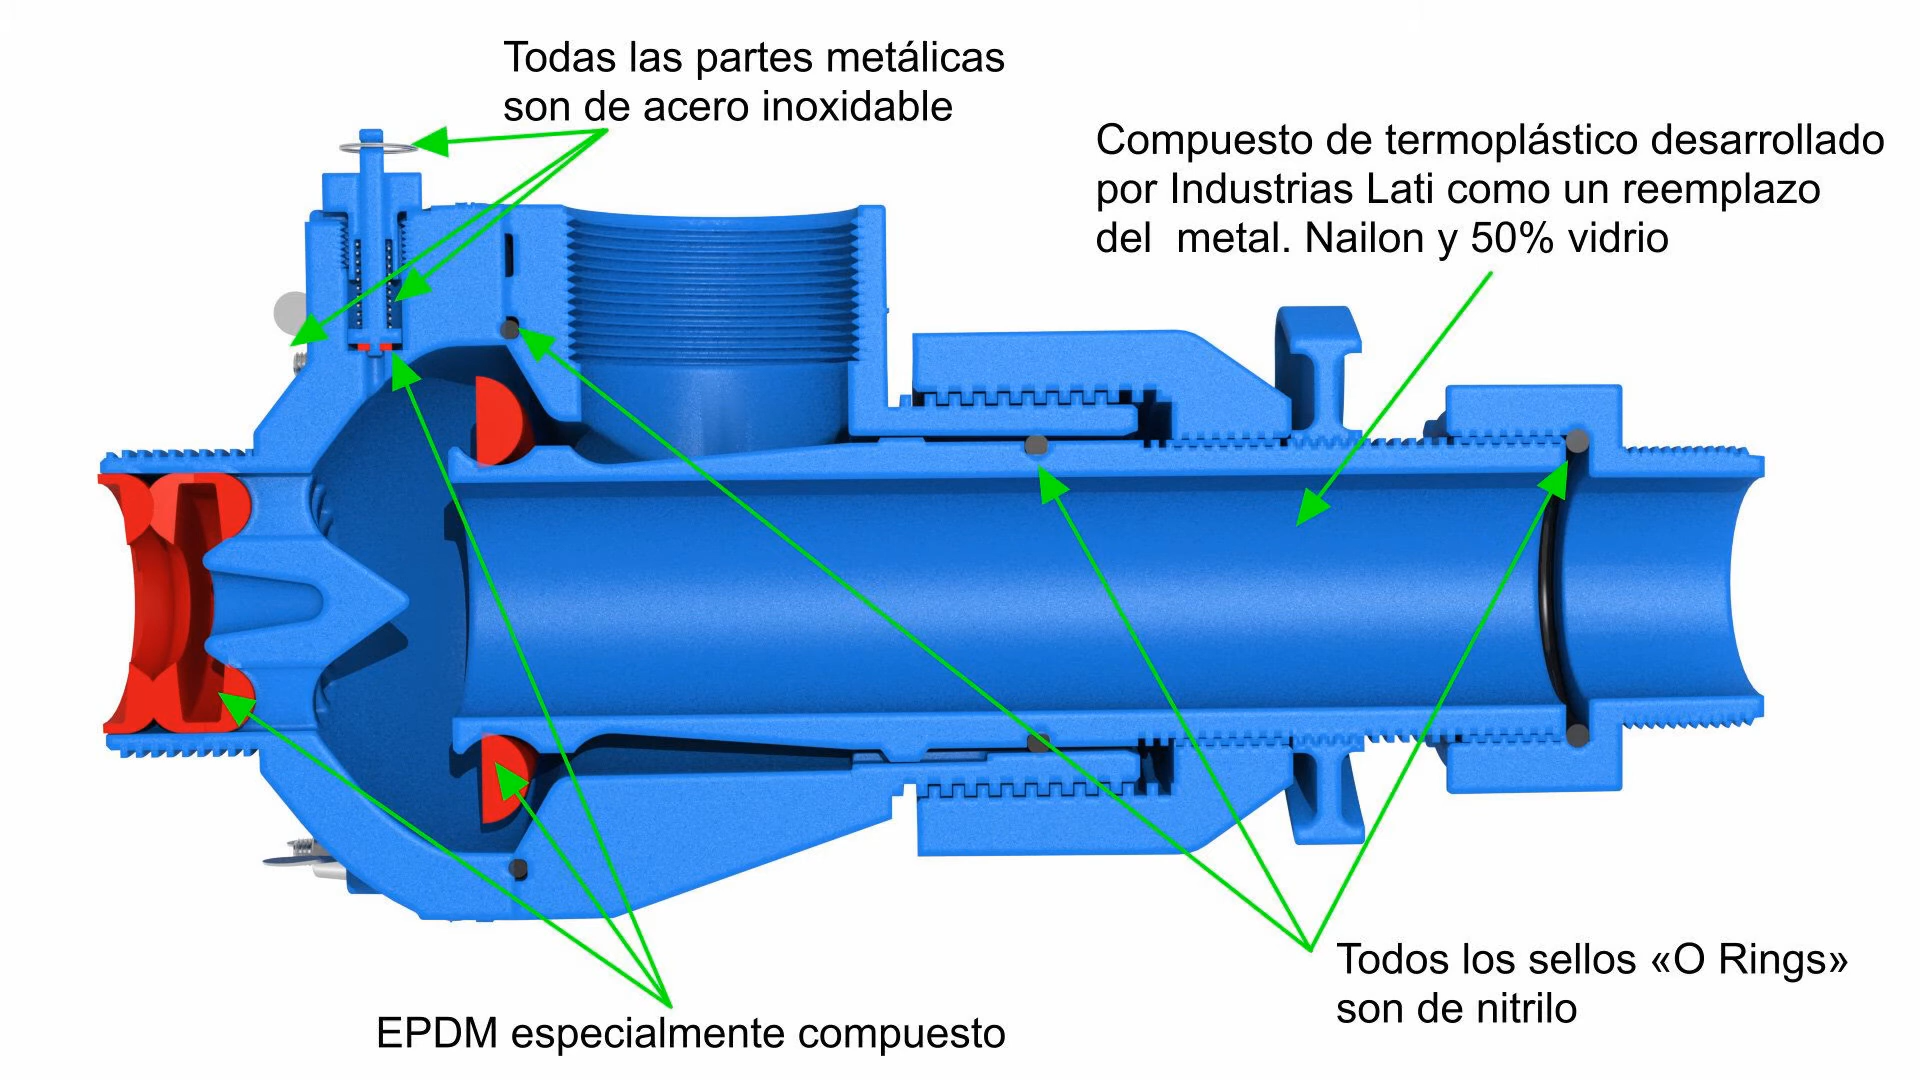 Todas las partes metálicas
son de acero inoxidable
Compuesto de termoplástico desarrollado
por Industrias Lati como un reemplazo
del  metal. Nailon y 50% vidrio
Todos los sellos «O Rings»
son de nitrilo
EPDM especialmente compuesto